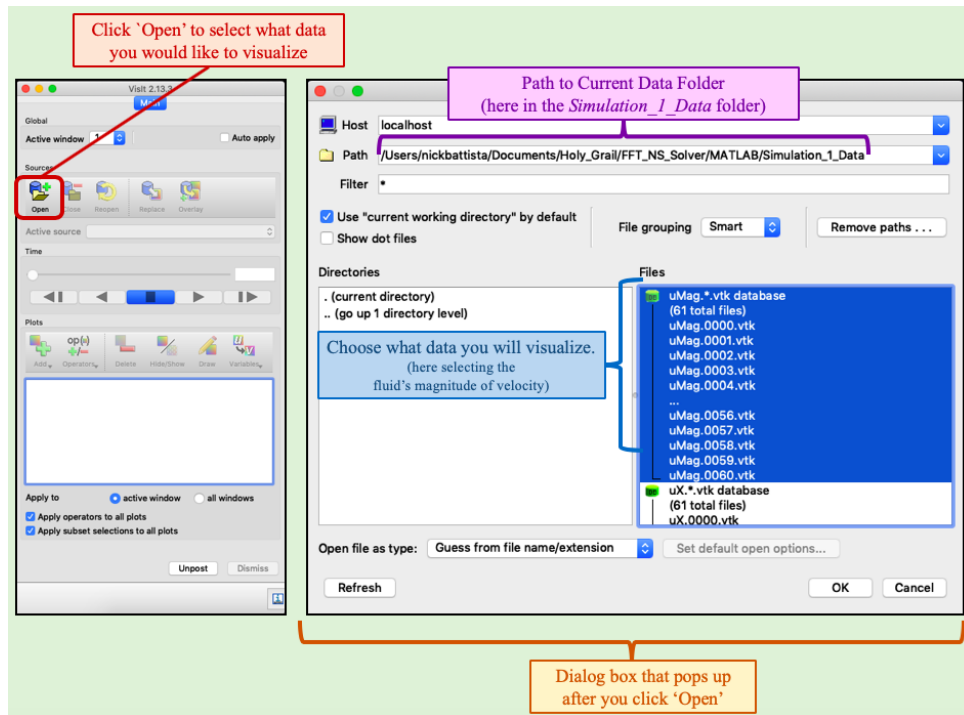 Click `Open' to select what data
you would like to visualize
VisIt 2.13.3
Main
Global
Active window 1 Auto apply
Sources
Open Close Reopen Replace Overlay
Active source
Time
Plots
op(∞)
+/-
Add Operators Delete Hide/Show Draw Variables
Apply to active window all windows
Apply operators to all plots
Apply subset selections to all plots
Unpost Dismiss
Path to Current Data Folder
(here in the Simulation_1_Data folder)
Host localhost
Path /Users/nickbattista/Documents/Holy_Grail/FFT_NS_Solver/MATLAB/Simulation_1_Data
Filter *
Use "current working directory" by default
Show dot files
File grouping Smart
Remove paths . . .
Directories
. (current directory)
.. (go up 1 directory level)
Choose what data you will visualize.
(here selecting the
fluid's magnitude of velocity)
Files
uMag.*.vtk database
(61 total files)
uMag.0000.vtk
uMag.0001.vtk
uMag.0002.vtk
uMag.0003.vtk
uMag.0004.vtk
...
uMag.0056.vtk
uMag.0057.vtk
uMag.0058.vtk
uMag.0059.vtk
uMag.0060.vtk
uX.*.vtk database
(61 total files)
uX.0000.vtk
Open file as type: Guess from file name/extension Set default open options...
Refresh OK Cancel
Dialog box that pops up
after you click ‘Open’